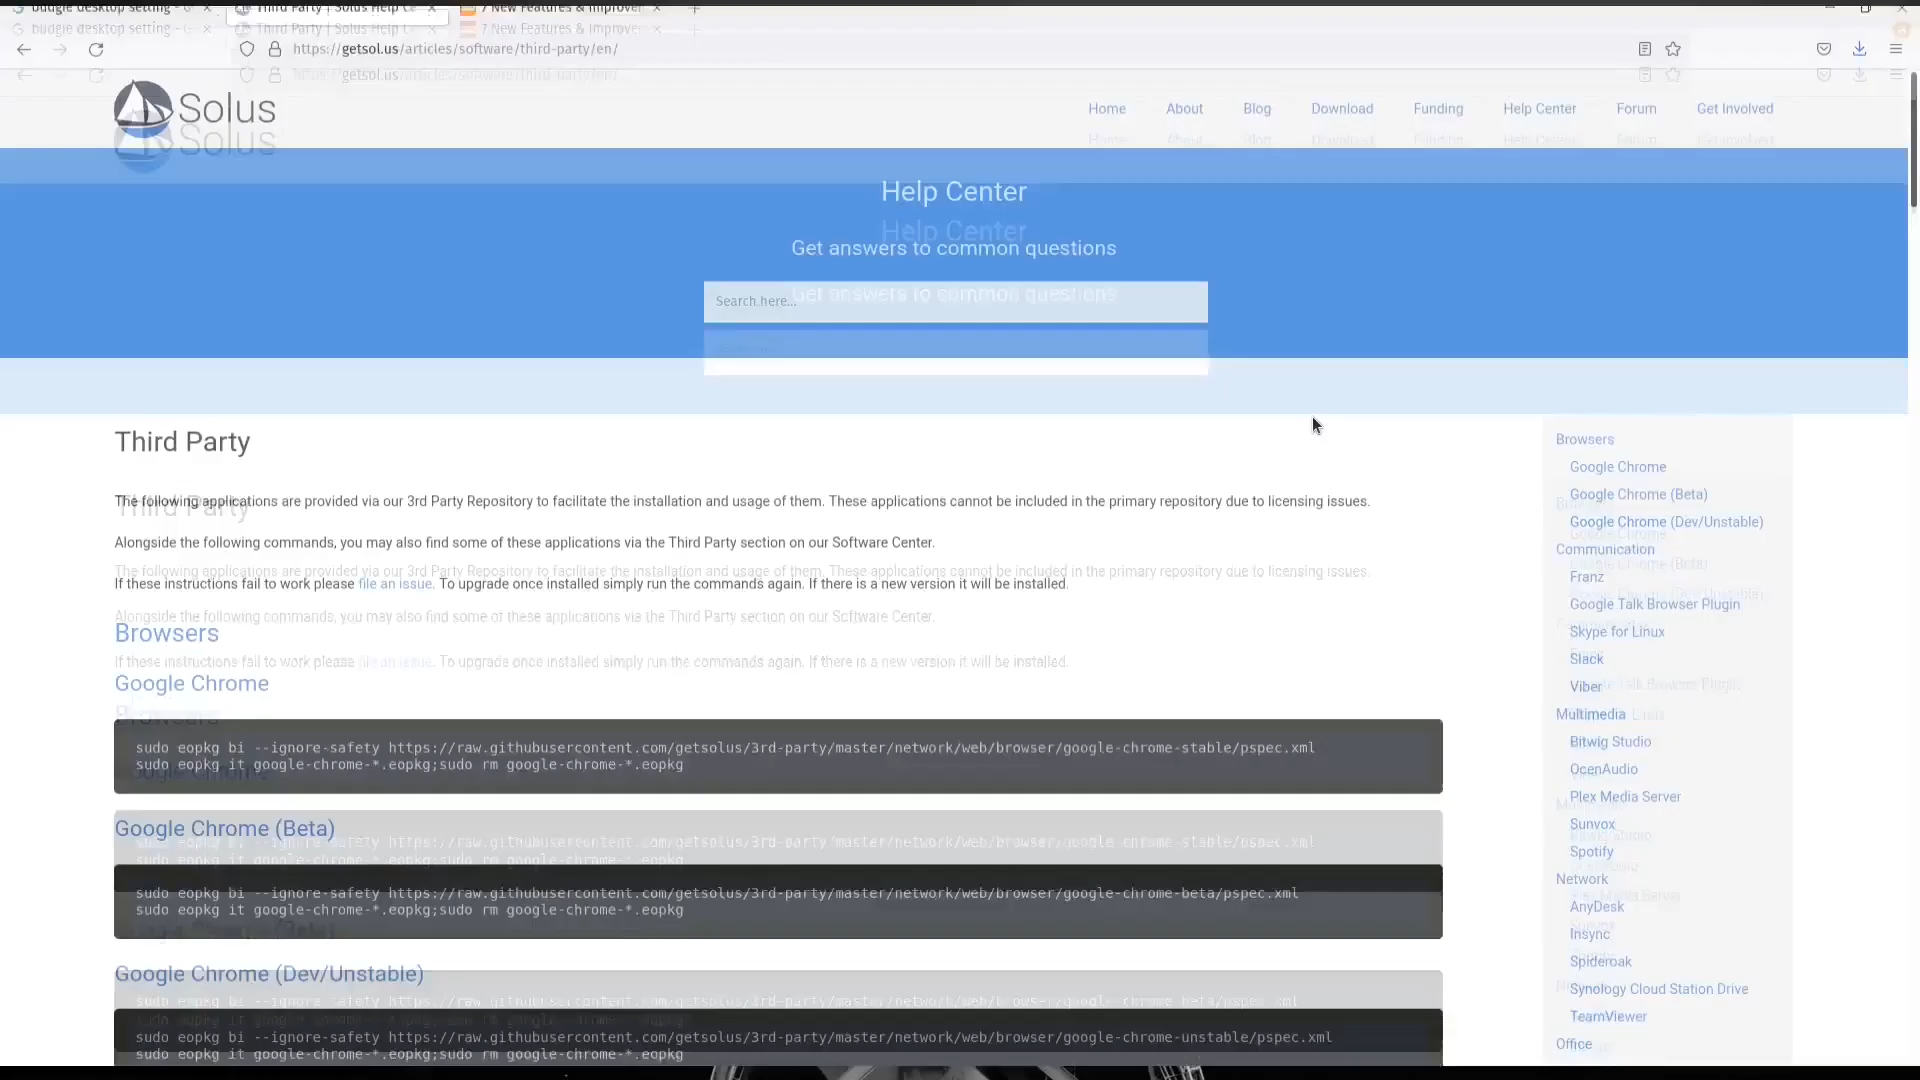 budgie desktop setting - G
Third Party | Solus Help Ce
7 New Features & Improver
https://getsol.us/articles/software/third-party/en/
Solus
Home About Blog Download Funding Help Center Forum Get Involved
Help Center
Get answers to common questions
Search here...
Third Party
The following applications are provided via our 3rd Party Repository to facilitate the installation and usage of them. These applications cannot be included in the primary repository due to licensing issues.
Alongside the following commands, you may also find some of these applications via the Third Party section on our Software Center.
If these instructions fail to work please file an issue. To upgrade once installed simply run the commands again. If there is a new version it will be installed.
Browsers
Google Chrome
sudo eopkg bi --ignore-safety https://raw.githubusercontent.com/getsolus/3rd-party/master/network/web/browser/google-chrome-stable/pspec.xml
sudo eopkg it google-chrome-*.eopkg;sudo rm google-chrome-*.eopkg
Google Chrome (Beta)
sudo eopkg bi --ignore-safety https://raw.githubusercontent.com/getsolus/3rd-party/master/network/web/browser/google-chrome-beta/pspec.xml
sudo eopkg it google-chrome-*.eopkg;sudo rm google-chrome-*.eopkg
Google Chrome (Dev/Unstable)
sudo eopkg bi --ignore-safety https://raw.githubusercontent.com/getsolus/3rd-party/master/network/web/browser/google-chrome-unstable/pspec.xml
sudo eopkg it google-chrome-*.eopkg;sudo rm google-chrome-*.eopkg
Browsers
Google Chrome
Google Chrome (Beta)
Google Chrome (Dev/Unstable)
Communication
Franz
Google Talk Browser Plugin
Skype for Linux
Slack
Viber
Multimedia
Bitwig Studio
OcenAudio
Plex Media Server
Sunvox
Spotify
Network
AnyDesk
Insync
Spideroak
Synology Cloud Station Drive
TeamViewer
Office